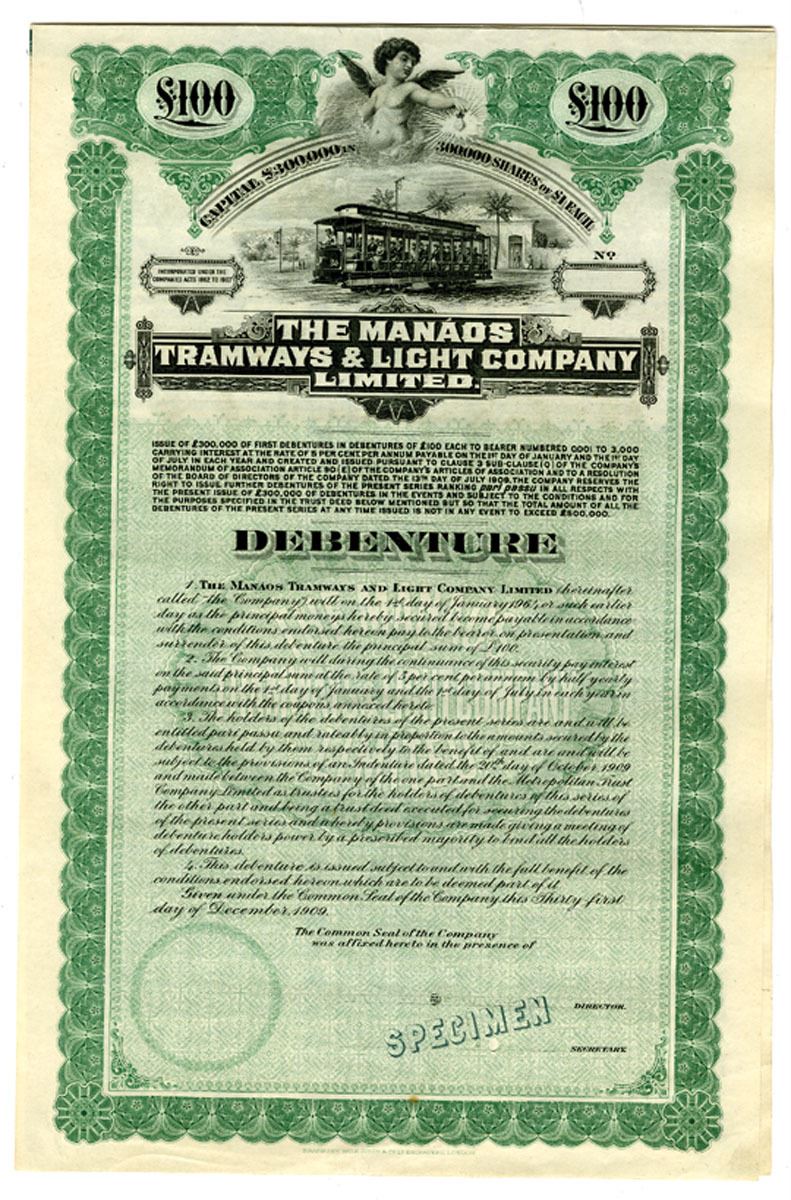 £100
£100
CAPITAL £300,000 IN 300,000 SHARES OF £1 EACH
INCORPORATED UNDER THE
COMPANIES ACTS 1862 TO 1907
Nº
THE MANÁOS
TRAMWAYS & LIGHT COMPANY
LIMITED.
ISSUE OF £300,000 OF FIRST DEBENTURES IN DEBENTURES OF £100 EACH TO BEARER NUMBERED 0001 TO 3,000
CARRYING INTEREST AT THE RATE OF 5 PER CENT PER ANNUM PAYABLE ON THE 1ST DAY OF JANUARY AND THE 1ST DAY
OF JULY IN EACH YEAR AND CREATED AND ISSUED PURSUANT TO CLAUSE 3 SUB-CLAUSE (Q) OF THE COMPANY'S
MEMORANDUM OF ASSOCIATION ARTICLE 90 (E) OF THE COMPANY'S ARTICLES OF ASSOCIATION AND TO A RESOLUTION
OF THE BOARD OF DIRECTORS OF THE COMPANY DATED THE 13TH DAY OF JULY 1909. THE COMPANY RESERVES THE
RIGHT TO ISSUE FURTHER DEBENTURES OF THE PRESENT SERIES RANKING pari passu IN ALL RESPECTS WITH
THE PRESENT ISSUE OF £300,000 OF DEBENTURES IN THE EVENTS AND SUBJECT TO THE CONDITIONS AND FOR
THE PURPOSES SPECIFIED IN THE TRUST DEED BELOW MENTIONED BUT SO THAT THE TOTAL AMOUNT OF ALL THE
DEBENTURES OF THE PRESENT SERIES AT ANY TIME ISSUED IS NOT IN ANY EVENT TO EXCEED £500,000.
DEBENTURE
1. THE MANÁOS TRAMWAYS AND LIGHT COMPANY LIMITED (hereinafter
called "the Company") will on the 1st day of January 1964, or such earlier
day as the principal moneys hereby secured become payable in accordance
with the conditions endorsed hereon pay to the bearer on presentation and
surrender of this debenture the principal sum of £100.
2. The Company will during the continuance of this security pay interest
on the said principal sum at the rate of 5 per cent per annum by half yearly
payments on the 1st day of January and the 1st day of July in each year in
accordance with the coupons annexed hereto.
3. The holders of the debentures of the present series are and will be
entitled pari passu and rateably in proportion to the amounts secured by the
debentures held by them respectively to the benefit of and are and will be
subject to the provisions of an Indenture dated the 20th day of October 1909
and made between the Company of the one part and the Metropolitan Trust
Company Limited as trustees for the holders of debentures of this series of
the other part and being a trust deed executed for securing the debentures
of the present series and whereby provisions are made giving a meeting of
debenture holders power by a prescribed majority to bind all the holders
of debentures.
4. This debenture is issued subject to and with the full benefit of the
conditions endorsed hereon which are to be deemed part of it.
Given under the Common Seal of the Company this Thirty-first
day of December, 1909.
The Common Seal of the Company
was affixed hereto in the presence of
DIRECTOR.
SPECIMEN
SECRETARY.